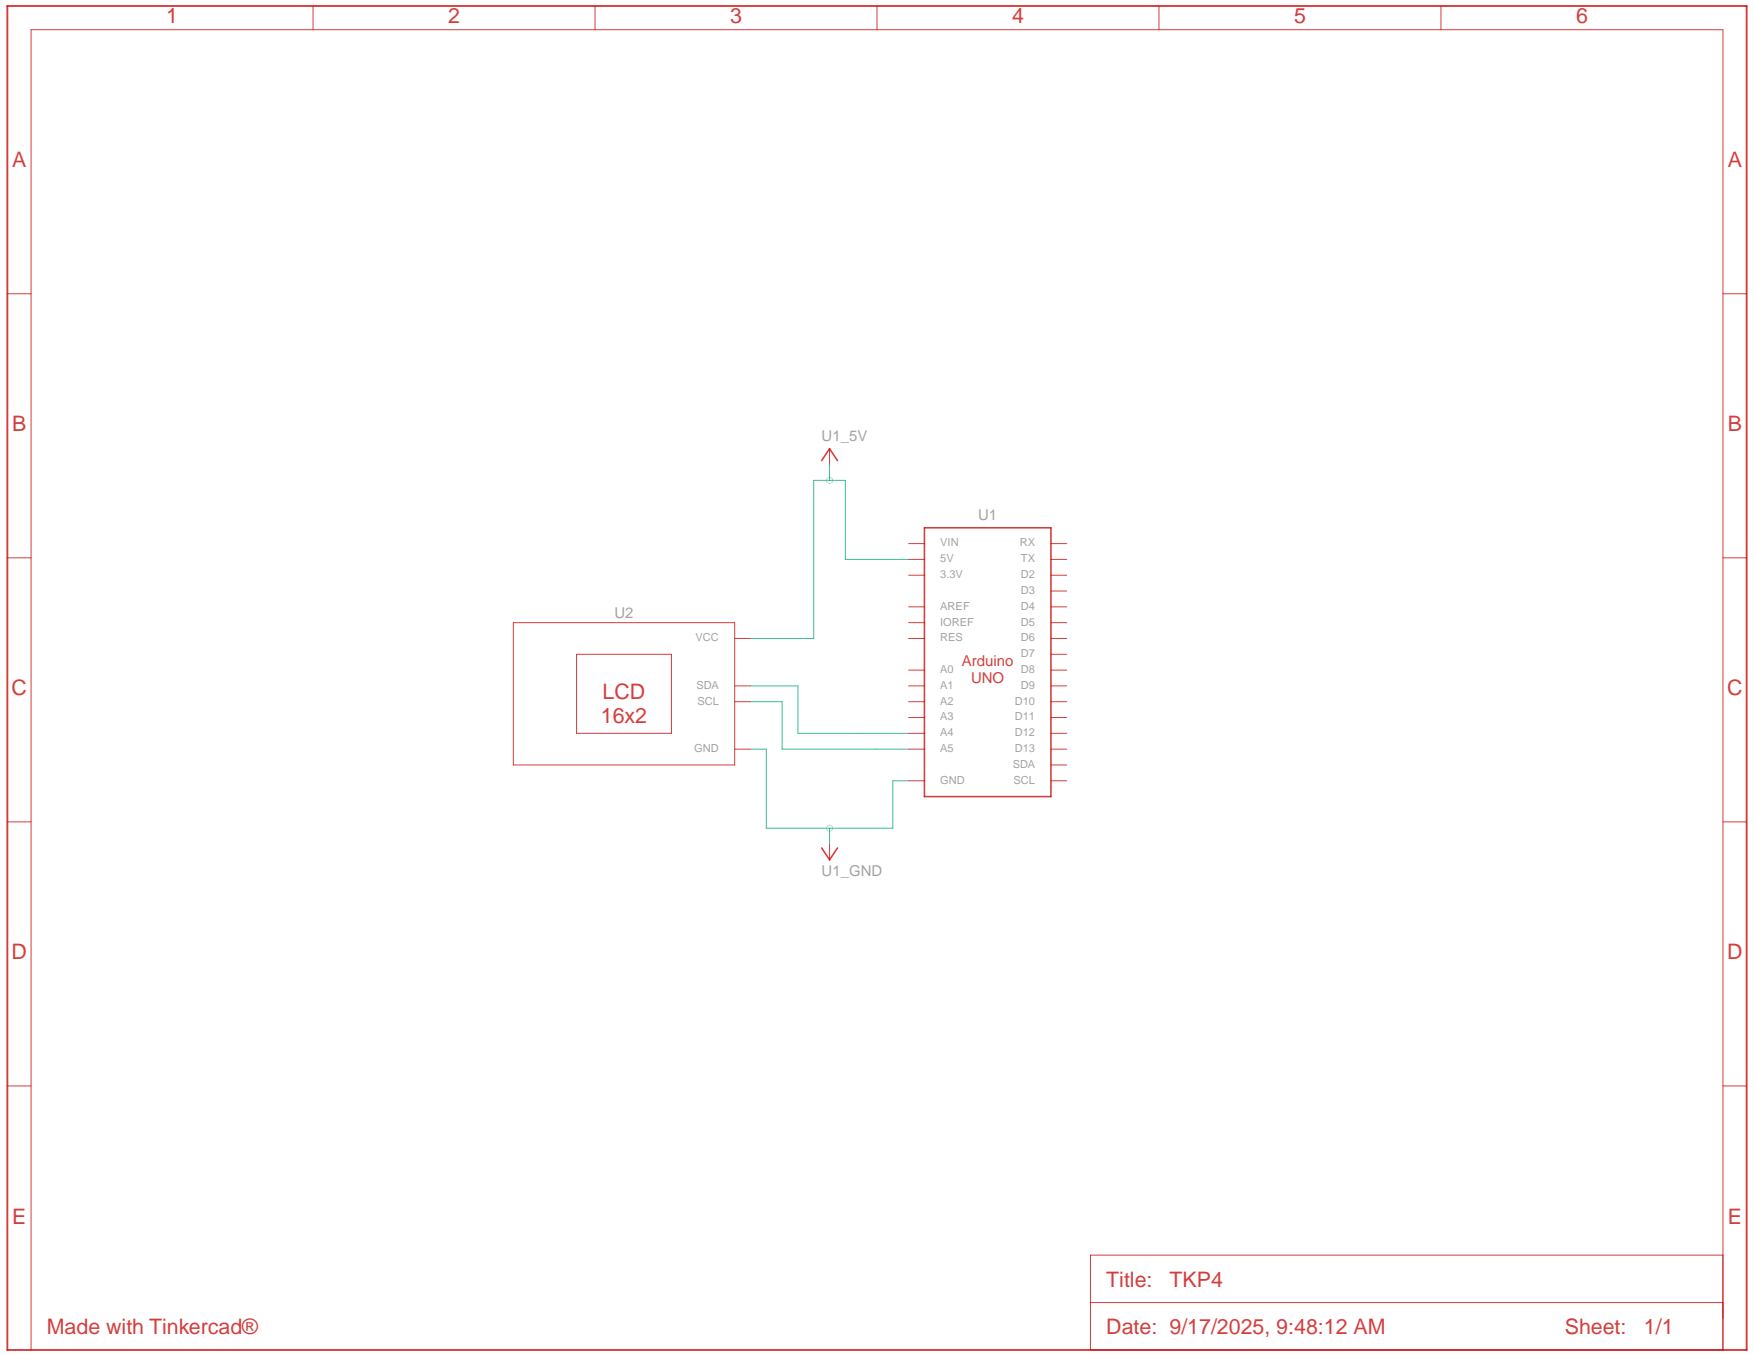 1 2 3 4 5 6
A A
B B
U1_5V
U1
VIN RX
5V TX
3.3V D2
D3
AREF D4
IOREF D5
RES D6
D7
A0 D8
A1 D9
A2 D10
A3 D11
A4 D12
A5 D13
SDA
GND SCL
Arduino
UNO
U2
VCC
SDA
SCL
GND
LCD
16x2
C C
U1_GND
D D
E E
Title: TKP4
Date: 9/17/2025, 9:48:12 AM Sheet: 1/1
Made with Tinkercad®